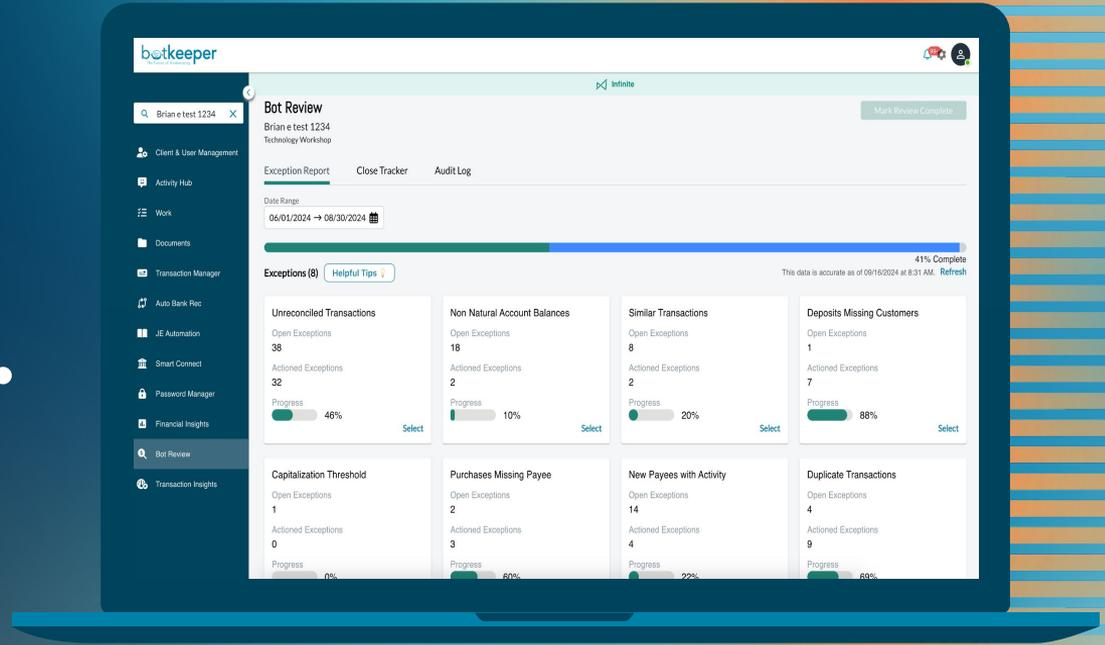 botkeeper
The Future of Bookkeeping
Infinite
Brian e test 1234
Client & User Management
Activity Hub
Work
Documents
Transaction Manager
Auto Bank Rec
JE Automation
Smart Connect
Password Manager
Financial Insights
Bot Review
Transaction Insights
Bot Review
Mark Review Complete
Brian e test 1234
Technology Workshop
Exception Report Close Tracker Audit Log
Date Range
06/01/2024 → 08/30/2024
41% Complete
Exceptions (8) Helpful Tips
This data is accurate as of 09/16/2024 at 8:31 AM. Refresh
Unreconciled Transactions
Open Exceptions
38
Actioned Exceptions
32
Progress
46%
Select
Non Natural Account Balances
Open Exceptions
18
Actioned Exceptions
2
Progress
10%
Select
Similar Transactions
Open Exceptions
8
Actioned Exceptions
2
Progress
20%
Select
Deposits Missing Customers
Open Exceptions
1
Actioned Exceptions
7
Progress
88%
Select
Capitalization Threshold
Open Exceptions
1
Actioned Exceptions
0
Progress
0%
Purchases Missing Payee
Open Exceptions
2
Actioned Exceptions
3
Progress
60%
New Payees with Activity
Open Exceptions
14
Actioned Exceptions
4
Progress
22%
Duplicate Transactions
Open Exceptions
4
Actioned Exceptions
9
Progress
69%